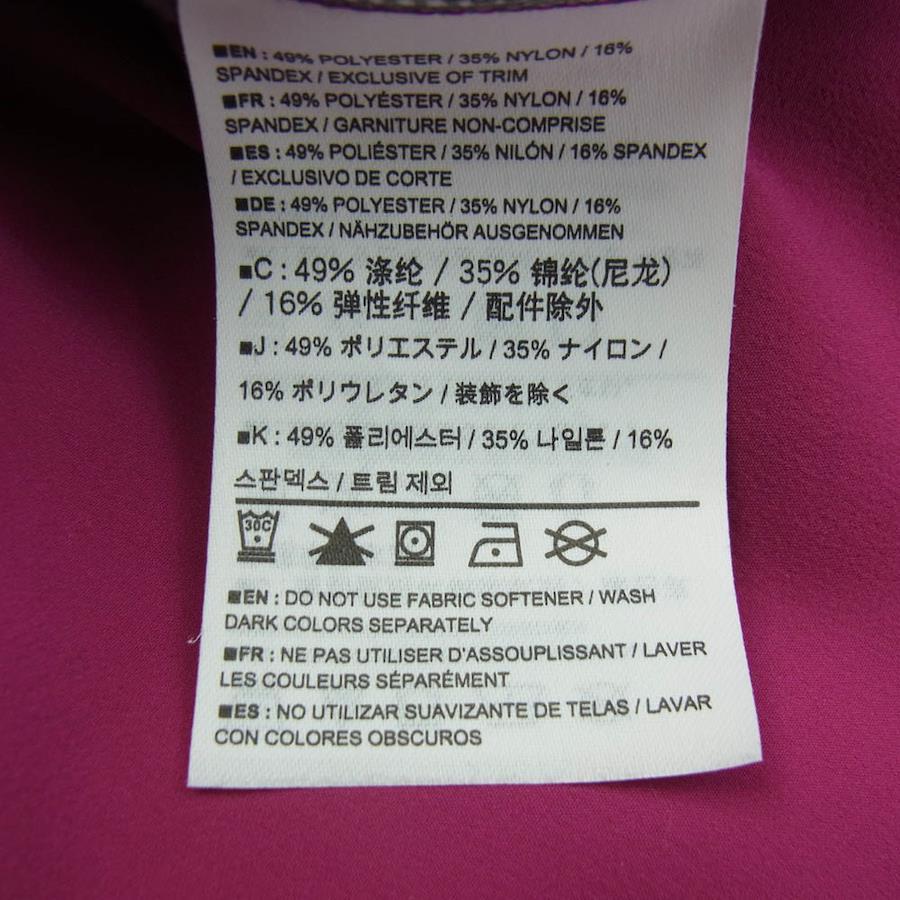 ■EN : 49% POLYESTER / 35% NYLON / 16%
SPANDEX / EXCLUSIVE OF TRIM
■FR : 49% POLYÉSTER / 35% NYLON / 16%
SPANDEX / GARNITURE NON-COMPRISE
■ES : 49% POLIÉSTER / 35% NILÓN / 16% SPANDEX
/ EXCLUSIVO DE CORTE
■DE : 49% POLYESTER / 35% NYLON / 16%
SPANDEX / NÄHZUBEHÖR AUSGENOMMEN
■C : 49% 涤纶 / 35% 锦纶(尼龙)
/ 16% 弹性纤维 / 配件除外
■J : 49% ポリエステル / 35% ナイロン /
16% ポリウレタン / 装飾を除く
■K : 49% 폴리에스터 / 35% 나일론 / 16%
스판덱스 / 트림 제외
30C
■EN : DO NOT USE FABRIC SOFTENER / WASH
DARK COLORS SEPARATELY
■FR : NE PAS UTILISER D'ASSOUPLISSANT / LAVER
LES COULEURS SÉPARÉMENT
■ES : NO UTILIZAR SUAVIZANTE DE TELAS / LAVAR
CON COLORES OBSCUROS